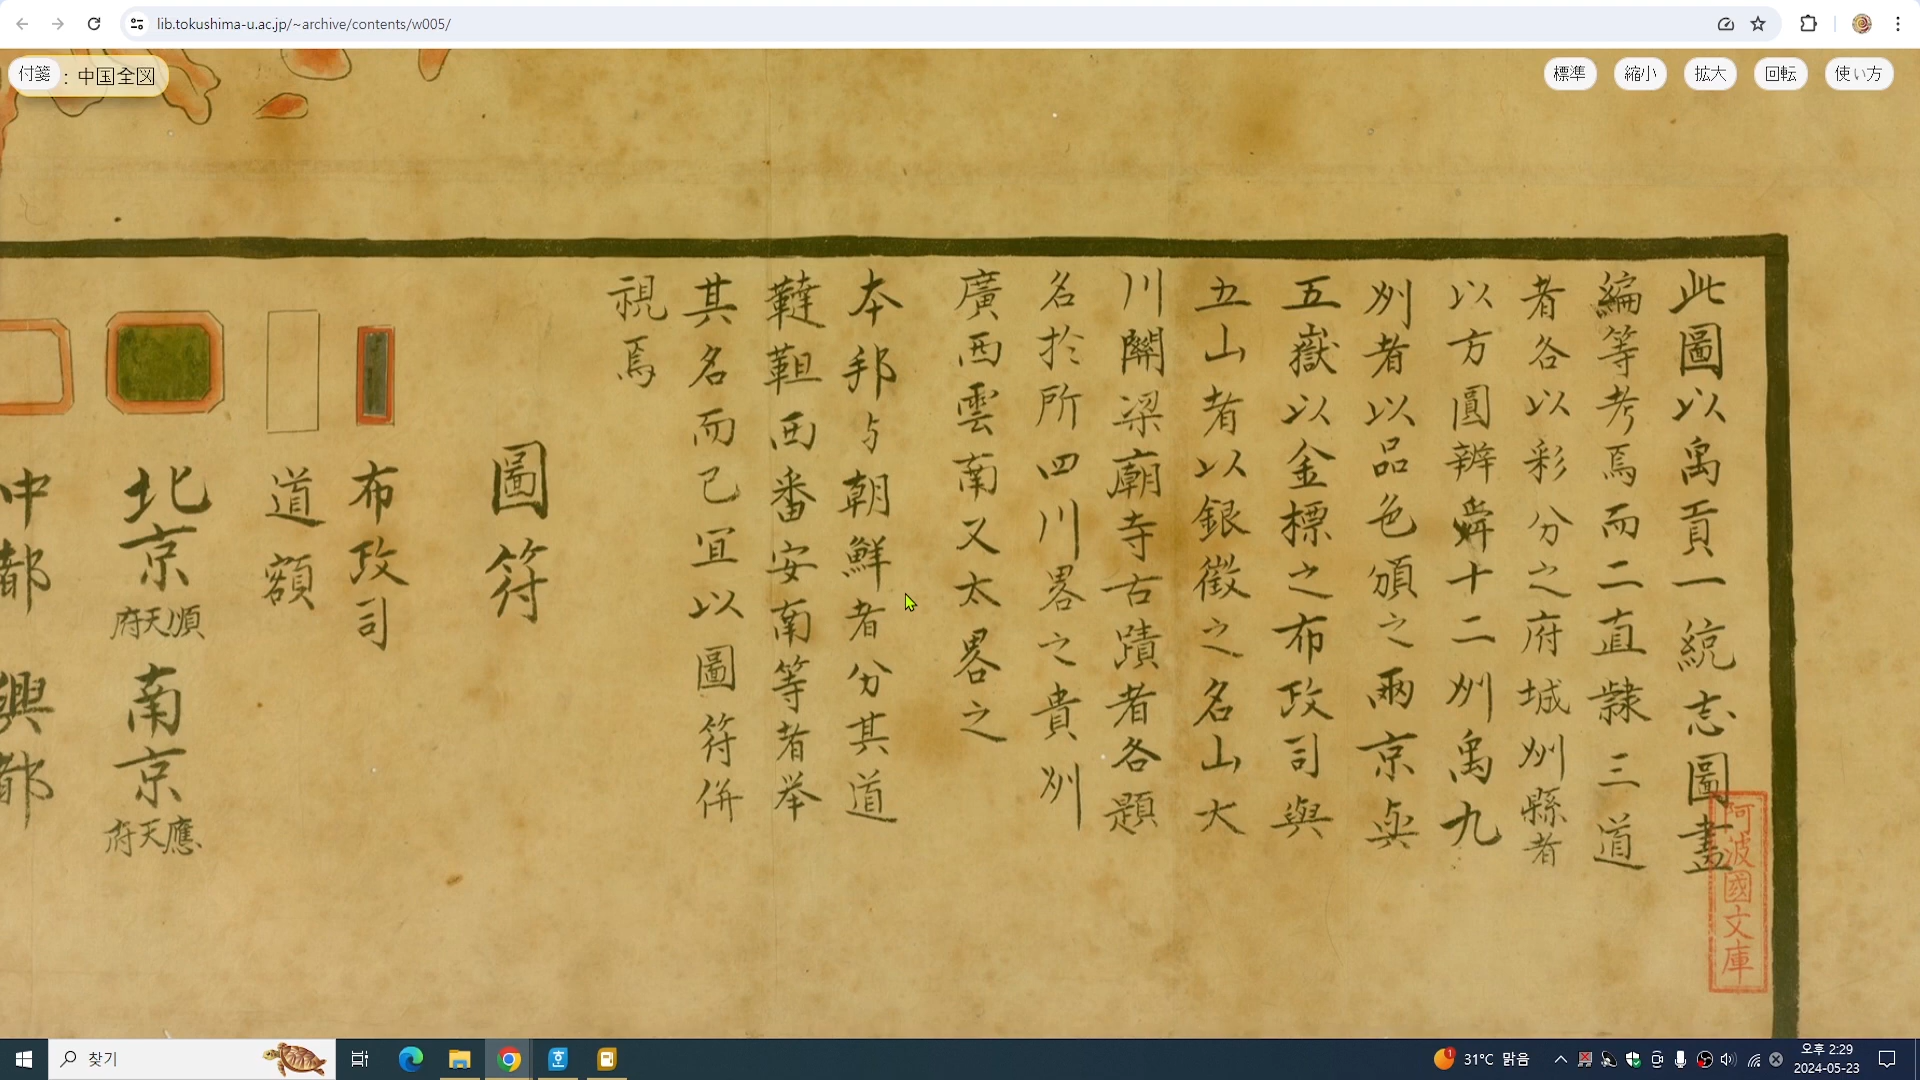 lib.tokushima-u.ac.jp/~archive/contents/w005/
付箋 : 中国全図
標準
縮小
拡大
回転
使い方
此圖以禹貢一統志圖畫
編等考焉而二直隸三道
者各以彩分之府城州縣者
以方圓辨舜十二州禹九
州者以品色頒之兩京與
五嶽以金標之布政司與
五山者以銀徵之名山大
川關梁廟寺古蹟者各題
名於所四川畧之貴州
廣西雲南又太畧之
本邦与朝鮮者分其道
韃靼西番安南等者举
其名而已宜以圖符併
視焉
圖符
布政司
道額
北京
順天府
南京
應天府
中都 興都
阿波國文庫
찾기
1
31°C 맑음
오후 2:29
2024-05-23